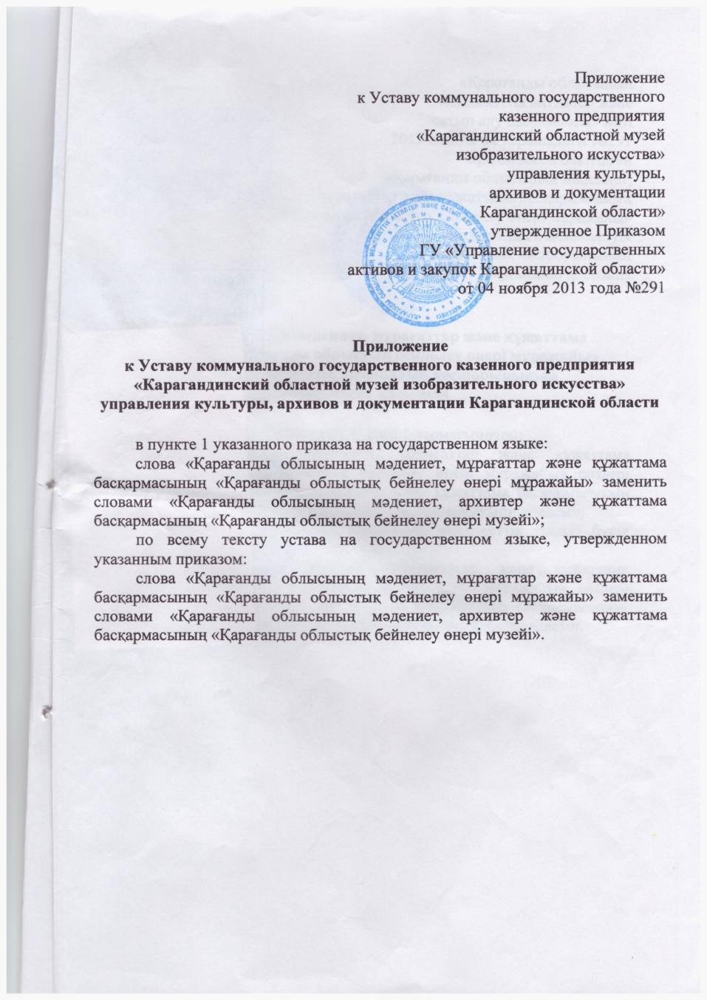 Приложение
к Уставу коммунального государственного
казенного предприятия
«Карагандинский областной музей
изобразительного искусства»
управления культуры,
архивов и документации
Карагандинской области»
утвержденное Приказом
ГУ «Управление государственных
активов и закупок Карагандинской области»
от 04 ноября 2013 года №291
Приложение
к Уставу коммунального государственного казенного предприятия
«Карагандинский областной музей изобразительного искусства»
управления культуры, архивов и документации Карагандинской области
в пункте 1 указанного приказа на государственном языке:
слова «Қарағанды облысының мәдениет, мұрағаттар және құжаттама
басқармасының «Қарағанды облыстық бейнелеу өнері мұражайы» заменить
словами «Қарағанды облысының мәдениет, архивтер және құжаттама
басқармасының «Қарағанды облыстық бейнелеу өнері музейі»;
по всему тексту устава на государственном языке, утвержденном
указанным приказом:
слова «Қарағанды облысының мәдениет, мұрағаттар және құжаттама
басқармасының «Қарағанды облыстық бейнелеу өнері мұражайы» заменить
словами «Қарағанды облысының мәдениет, архивтер және құжаттама
басқармасының «Қарағанды облыстық бейнелеу өнері музейі».